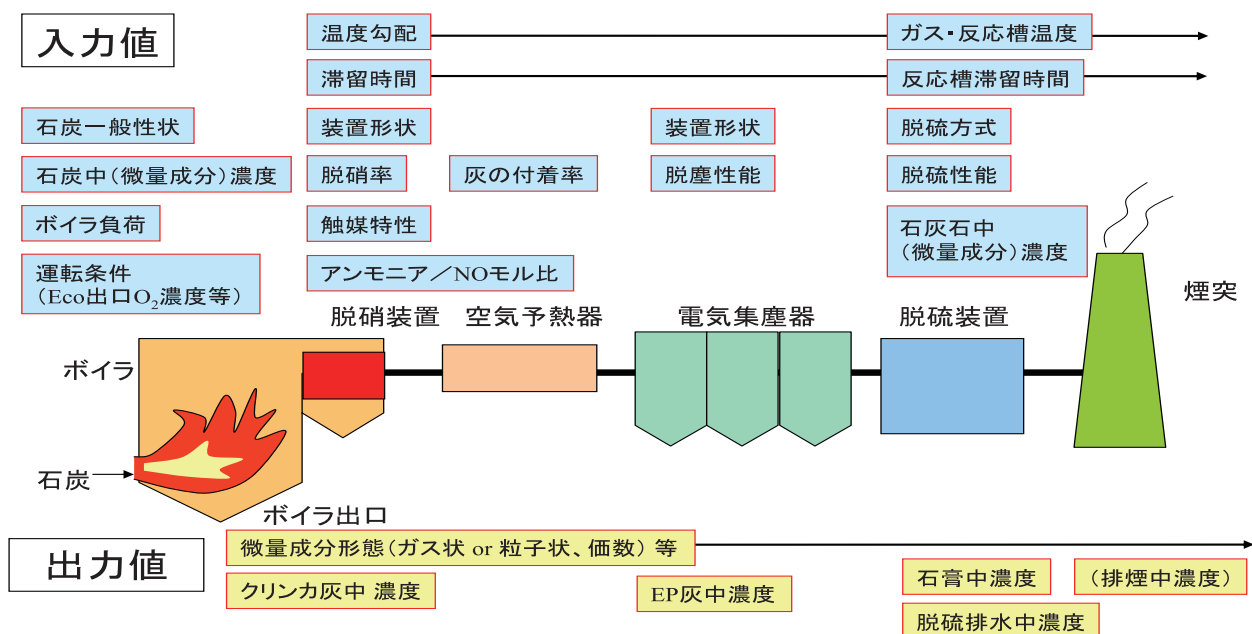 入力値
温度勾配
ガス・反応槽温度
滞留時間
反応槽滞留時間
石炭一般性状
装置形状
装置形状
脱硫方式
石炭中（微量成分）濃度
脱硝率
灰の付着率
脱塵性能
脱硫性能
ボイラ負荷
触媒特性
石灰石中
（微量成分）濃度
運転条件
（Eco出口O₂濃度等）
アンモニア／NOモル比
煙突
脱硝装置
空気予熱器
電気集塵器
脱硫装置
ボイラ
石炭
ボイラ出口
出力値
微量成分形態（ガス状 or 粒子状、価数）等
クリンカ灰中 濃度
EP灰中濃度
石膏中濃度
（排煙中濃度）
脱硫排水中濃度